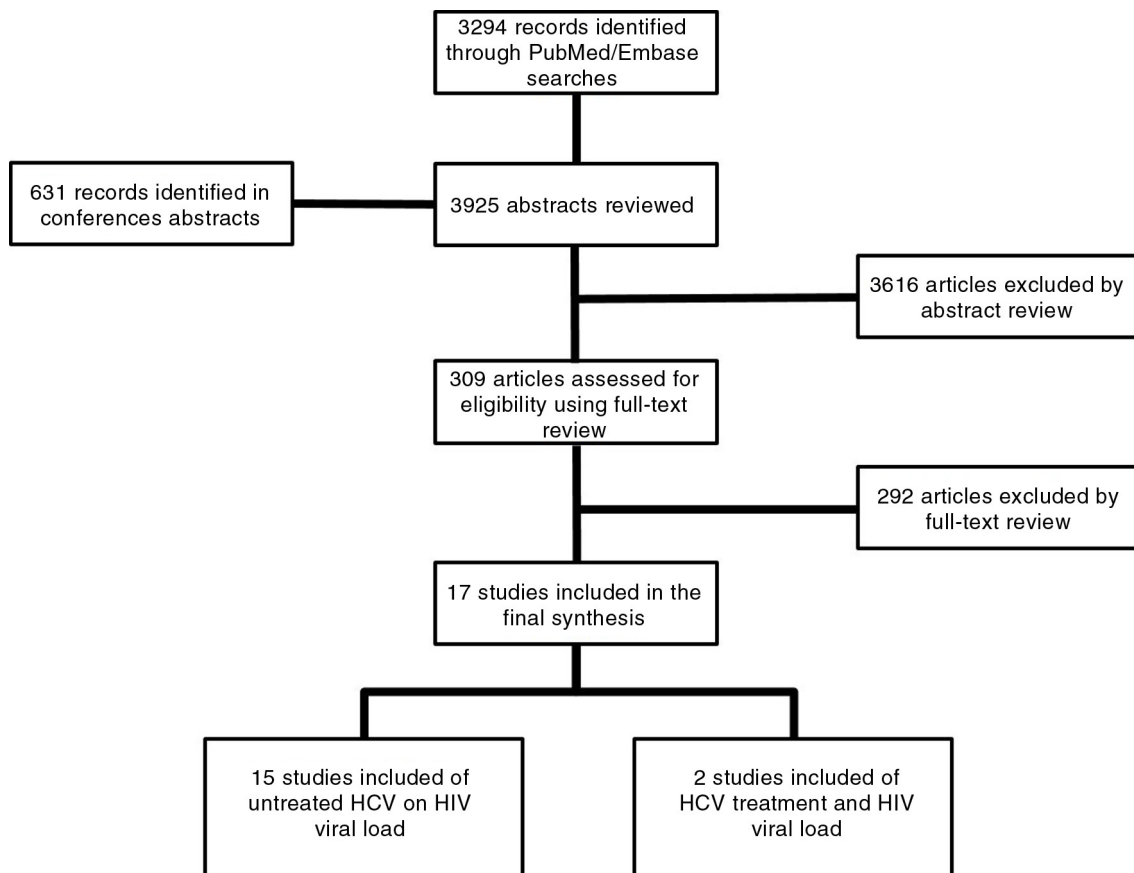 3294 records identified
through PubMed/Embase
searches
631 records identified in
conferences abstracts
3925 abstracts reviewed
3616 articles excluded by
abstract review
309 articles assessed for
eligibility using full-text
review
292 articles excluded by
full-text review
17 studies included in the
final synthesis
15 studies included of
untreated HCV on HIV
viral load
2 studies included of
HCV treatment and HIV
viral load